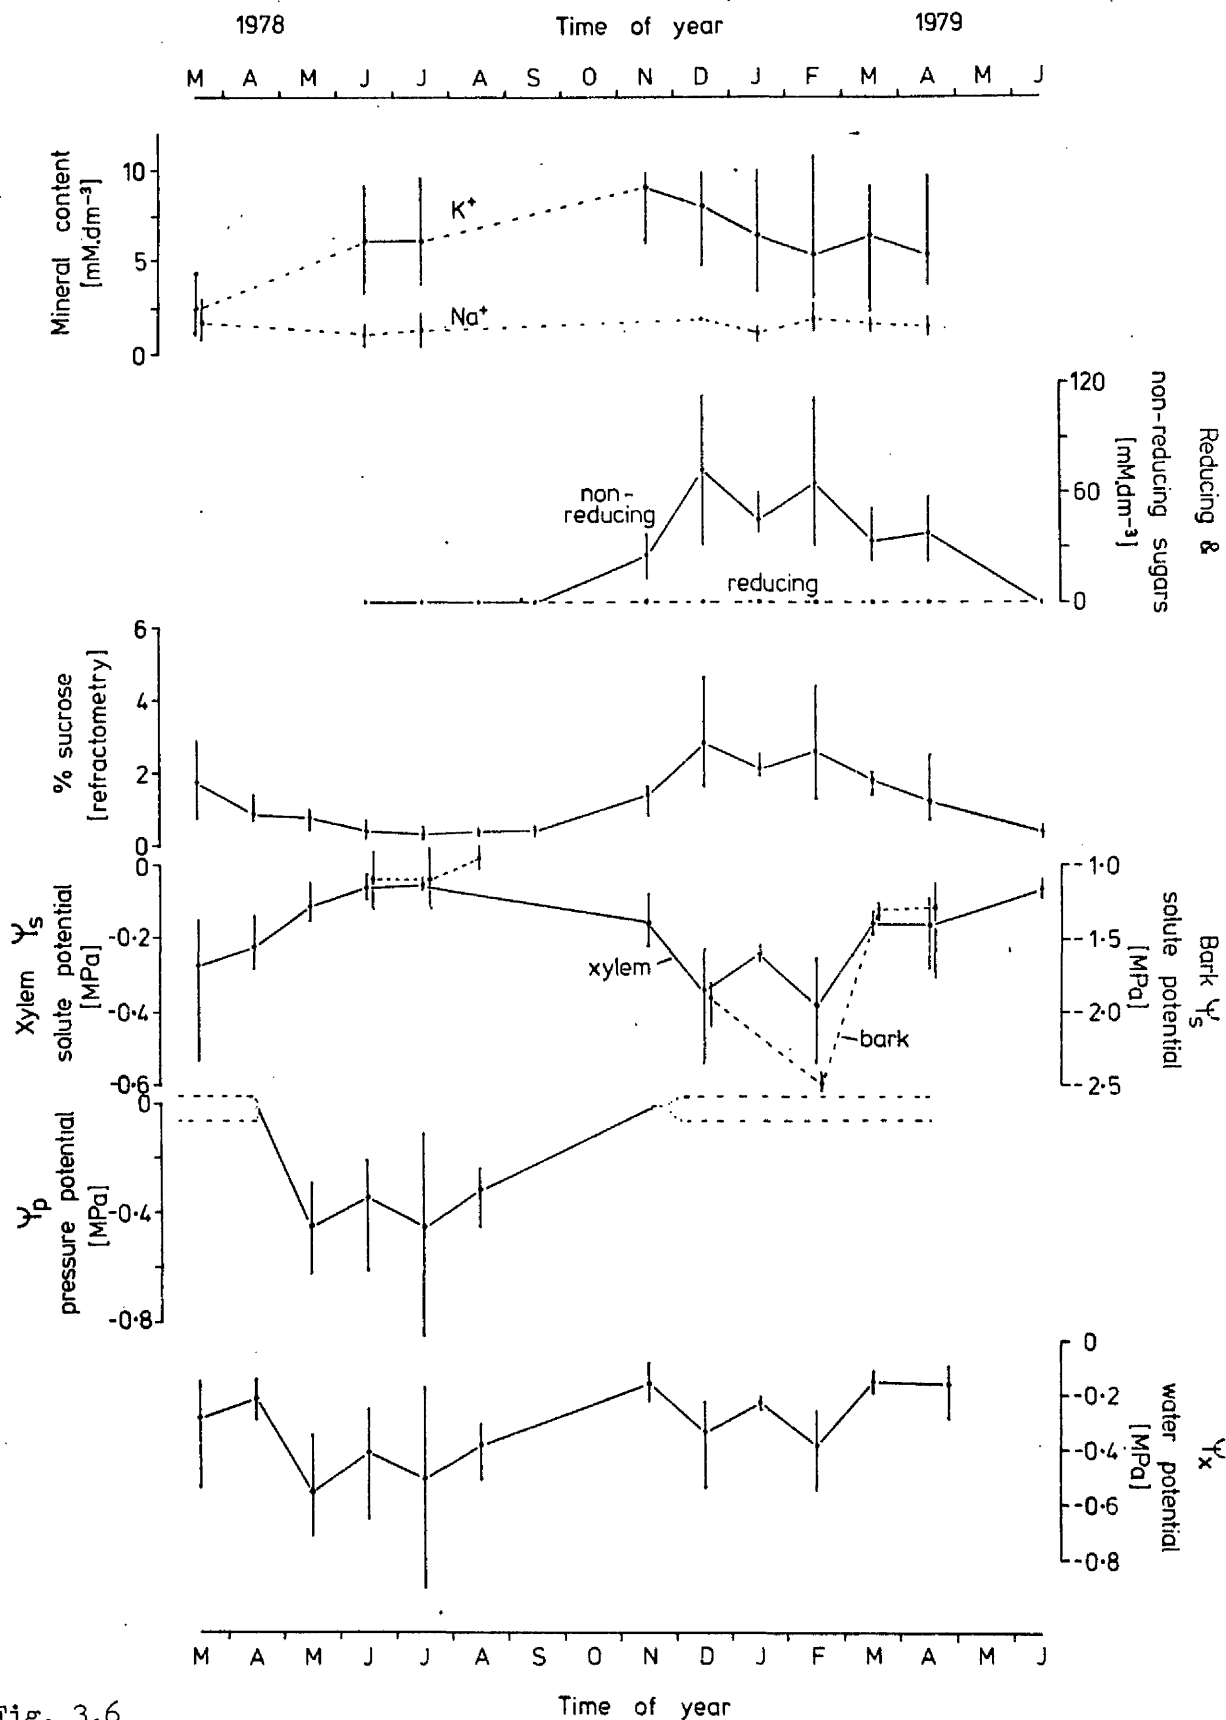 1978 Time of year 1979
M A M J J A S O N D J F M A M J
Mineral content
[mM.dm⁻³]
10
5
0
K⁺
Na⁺
120
60
0
Reducing &
non-reducing sugars
[mM.dm⁻³]
non-
reducing
reducing
% sucrose
[refractometry]
6
4
2
0
Xylem Ψs
solute potential
[MPa]
0
-0·2
-0·4
-0·6
xylem
bark
-1·0
-1·5
-2·0
-2·5
Bark Ψs
solute potential
[MPa]
Ψp
pressure potential
[MPa]
0
-0·4
-0·8
0
-0·2
-0·4
-0·6
-0·8
Ψx
water potential
[MPa]
M A M J J A S O N D J F M A M J
Time of year
Fig. 3.6